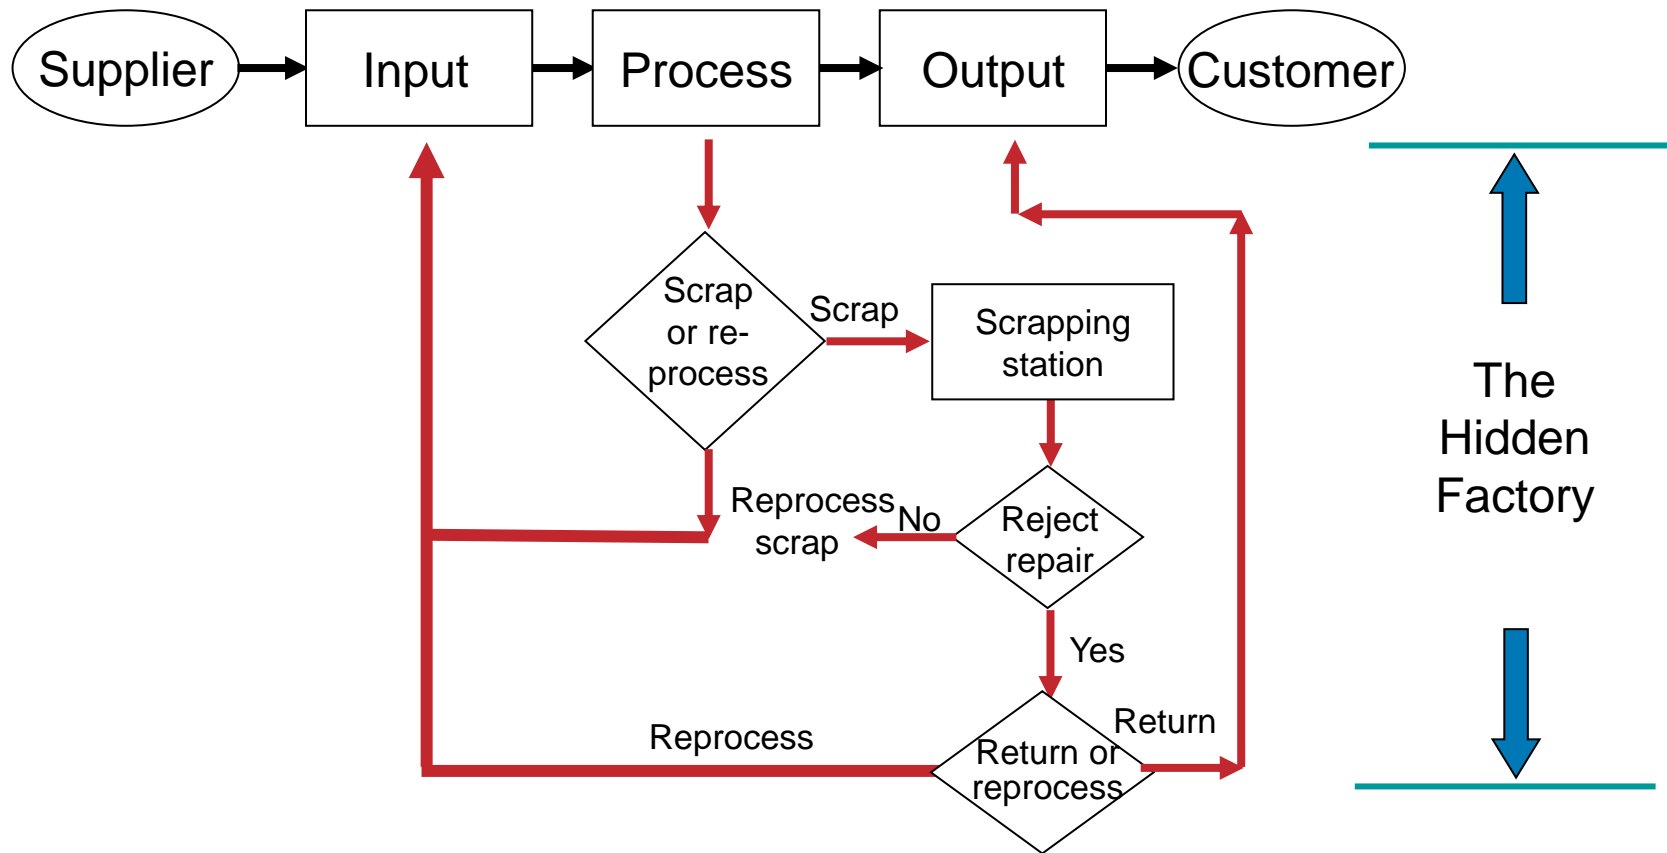 Supplier
Input
Process
Output
Customer
Scrap
or re-
process
Scrap
Scrapping
station
The
Hidden
Factory
Reprocess
scrap
No
Reject
repair
Yes
Reprocess
Return
Return or
reprocess